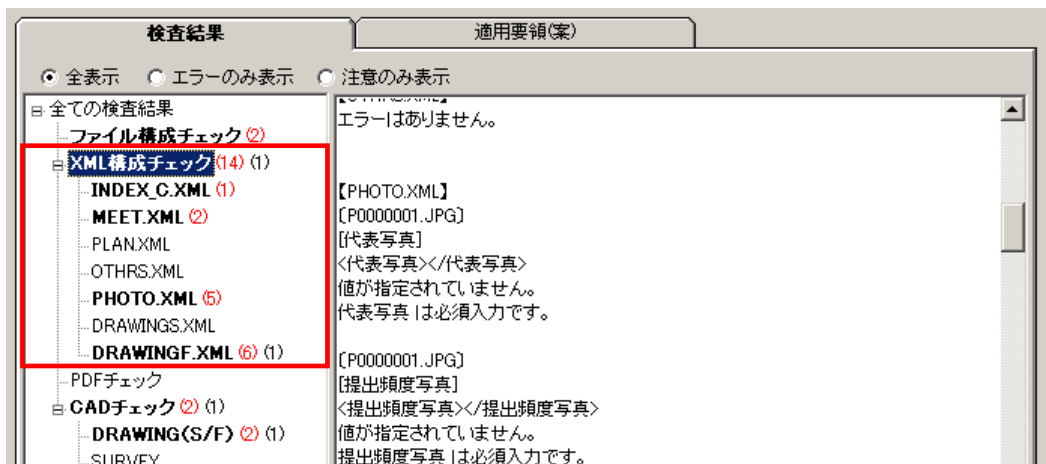 検査結果
適用要領(案)
全表示
エラーのみ表示
注意のみ表示
全ての検査結果
ファイル構成チェック(2)
XML構成チェック(14) (1)
INDEX_C.XML (1)
MEET.XML (2)
PLAN.XML
OTHRS.XML
PHOTO.XML (5)
DRAWINGS.XML
DRAWINGF.XML (6) (1)
PDFチェック
CADチェック(2) (1)
DRAWING(S/F) (2) (1)
SURVEY
【OTHRS.XML】
エラーはありません。
【PHOTO.XML】
[P0000001.JPG]
[代表写真]
<代表写真></代表写真>
値が指定されていません。
代表写真 は必須入力です。
[P0000001.JPG]
[提出頻度写真]
<提出頻度写真></提出頻度写真>
値が指定されていません。
提出頻度写真 は必須入力です。